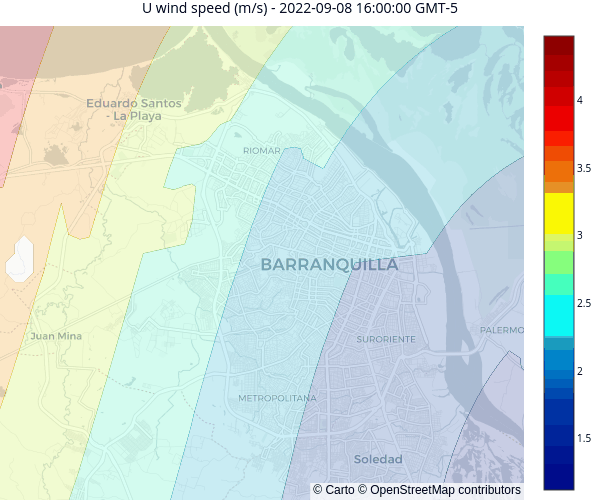 U wind speed (m/s) - 2022-09-08 16:00:00 GMT-5
Eduardo Santos
- La Playa
RIOMAR
BARRANQUILLA
Juan Mina
SURORIENTE
PALERMO
METROPOLITANA
Soledad
4
3.5
3
2.5
2
1.5
© Carto © OpenStreetMap contributors